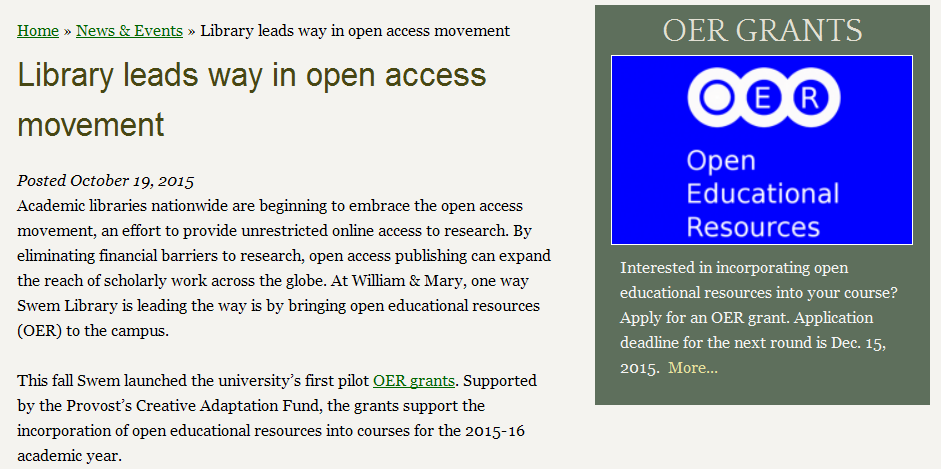 Home » News & Events » Library leads way in open access movement
Library leads way in open access
movement
Posted October 19, 2015
Academic libraries nationwide are beginning to embrace the open access
movement, an effort to provide unrestricted online access to research. By
eliminating financial barriers to research, open access publishing can expand
the reach of scholarly work across the globe. At William & Mary, one way
Swem Library is leading the way is by bringing open educational resources
(OER) to the campus.
This fall Swem launched the university's first pilot OER grants. Supported
by the Provost's Creative Adaptation Fund, the grants support the
incorporation of open educational resources into courses for the 2015-16
academic year.
OER GRANTS
OER
Open
Educational
Resources
Interested in incorporating open
educational resources into your course?
Apply for an OER grant. Application
deadline for the next round is Dec. 15,
2015. More...